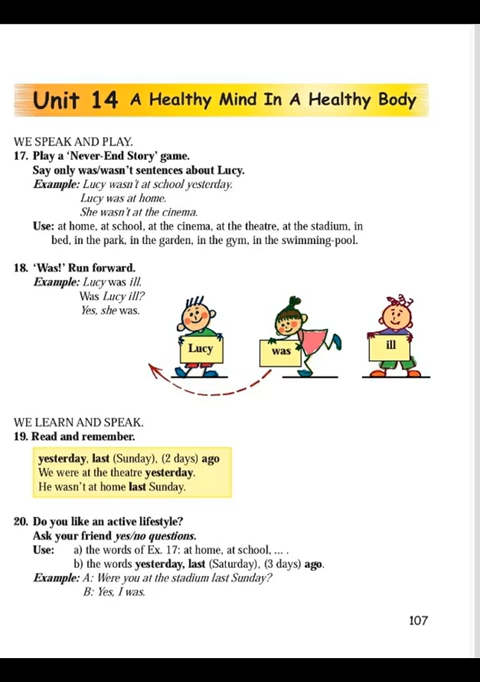 Unit 14 A Healthy Mind In A Healthy Body
WE SPEAK AND PLAY.
17. Play a ‘Never-End Story’ game.
Say only was/wasn’t sentences about Lucy.
Example: Lucy wasn’t at school yesterday.
Lucy was at home.
She wasn’t at the cinema.
Use: at home, at school, at the cinema, at the theatre, at the stadium, in
bed, in the park, in the garden, in the gym, in the swimming-pool.
18. ‘Was!’ Run forward.
Example: Lucy was ill.
Was Lucy ill?
Yes, she was.
Lucy
was
ill
WE LEARN AND SPEAK.
19. Read and remember.
yesterday, last (Sunday), (2 days) ago
We were at the theatre yesterday.
He wasn’t at home last Sunday.
20. Do you like an active lifestyle?
Ask your friend yes/no questions.
Use: a) the words of Ex. 17: at home, at school, ... .
b) the words yesterday, last (Saturday), (3 days) ago.
Example: A: Were you at the stadium last Sunday?
B: Yes, I was.
107